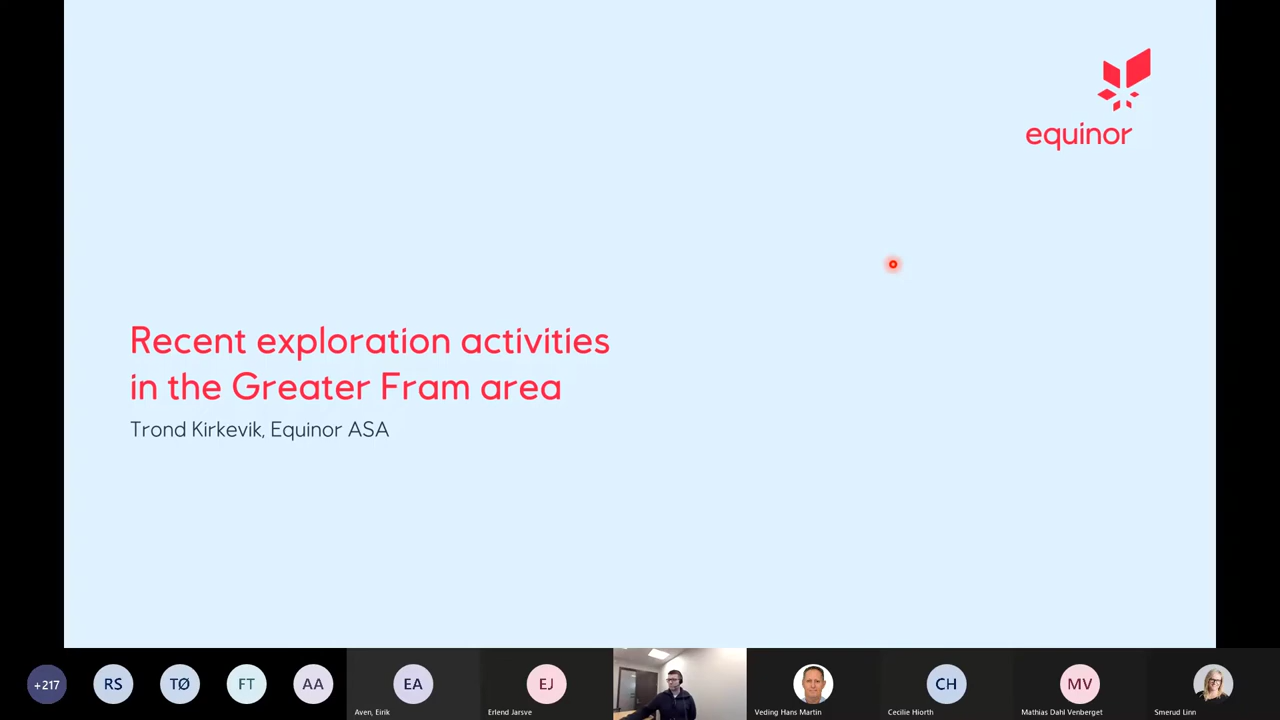 equinor
Recent exploration activities
in the Greater Fram area
Trond Kirkevik, Equinor ASA
+217
RS
TØ
FT
AA
EA
Aven, Eirik
EJ
Erlend Jarsve
Veding Hans Martin
CH
Cecilie Hiorth
MV
Mathias Dahl Venberget
Smerud Linn